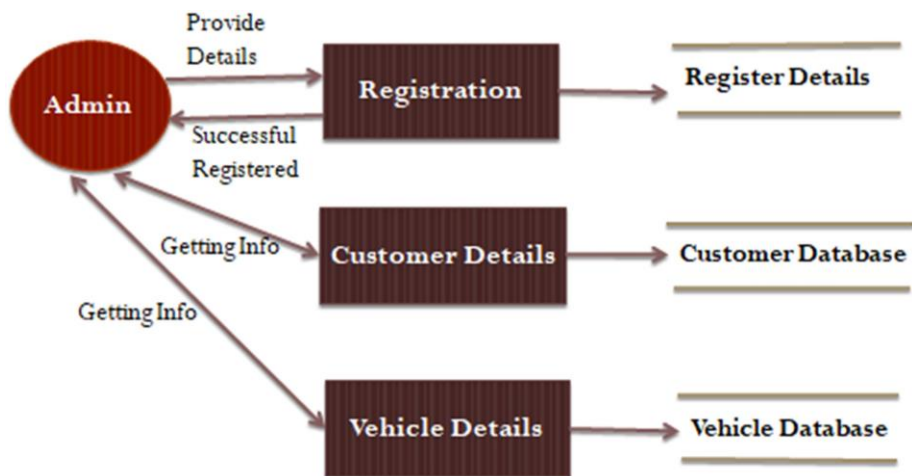 Provide
Details
Admin
Registration
Register Details
Successful
Registered
Getting Info
Customer Details
Customer Database
Getting Info
Vehicle Details
Vehicle Database